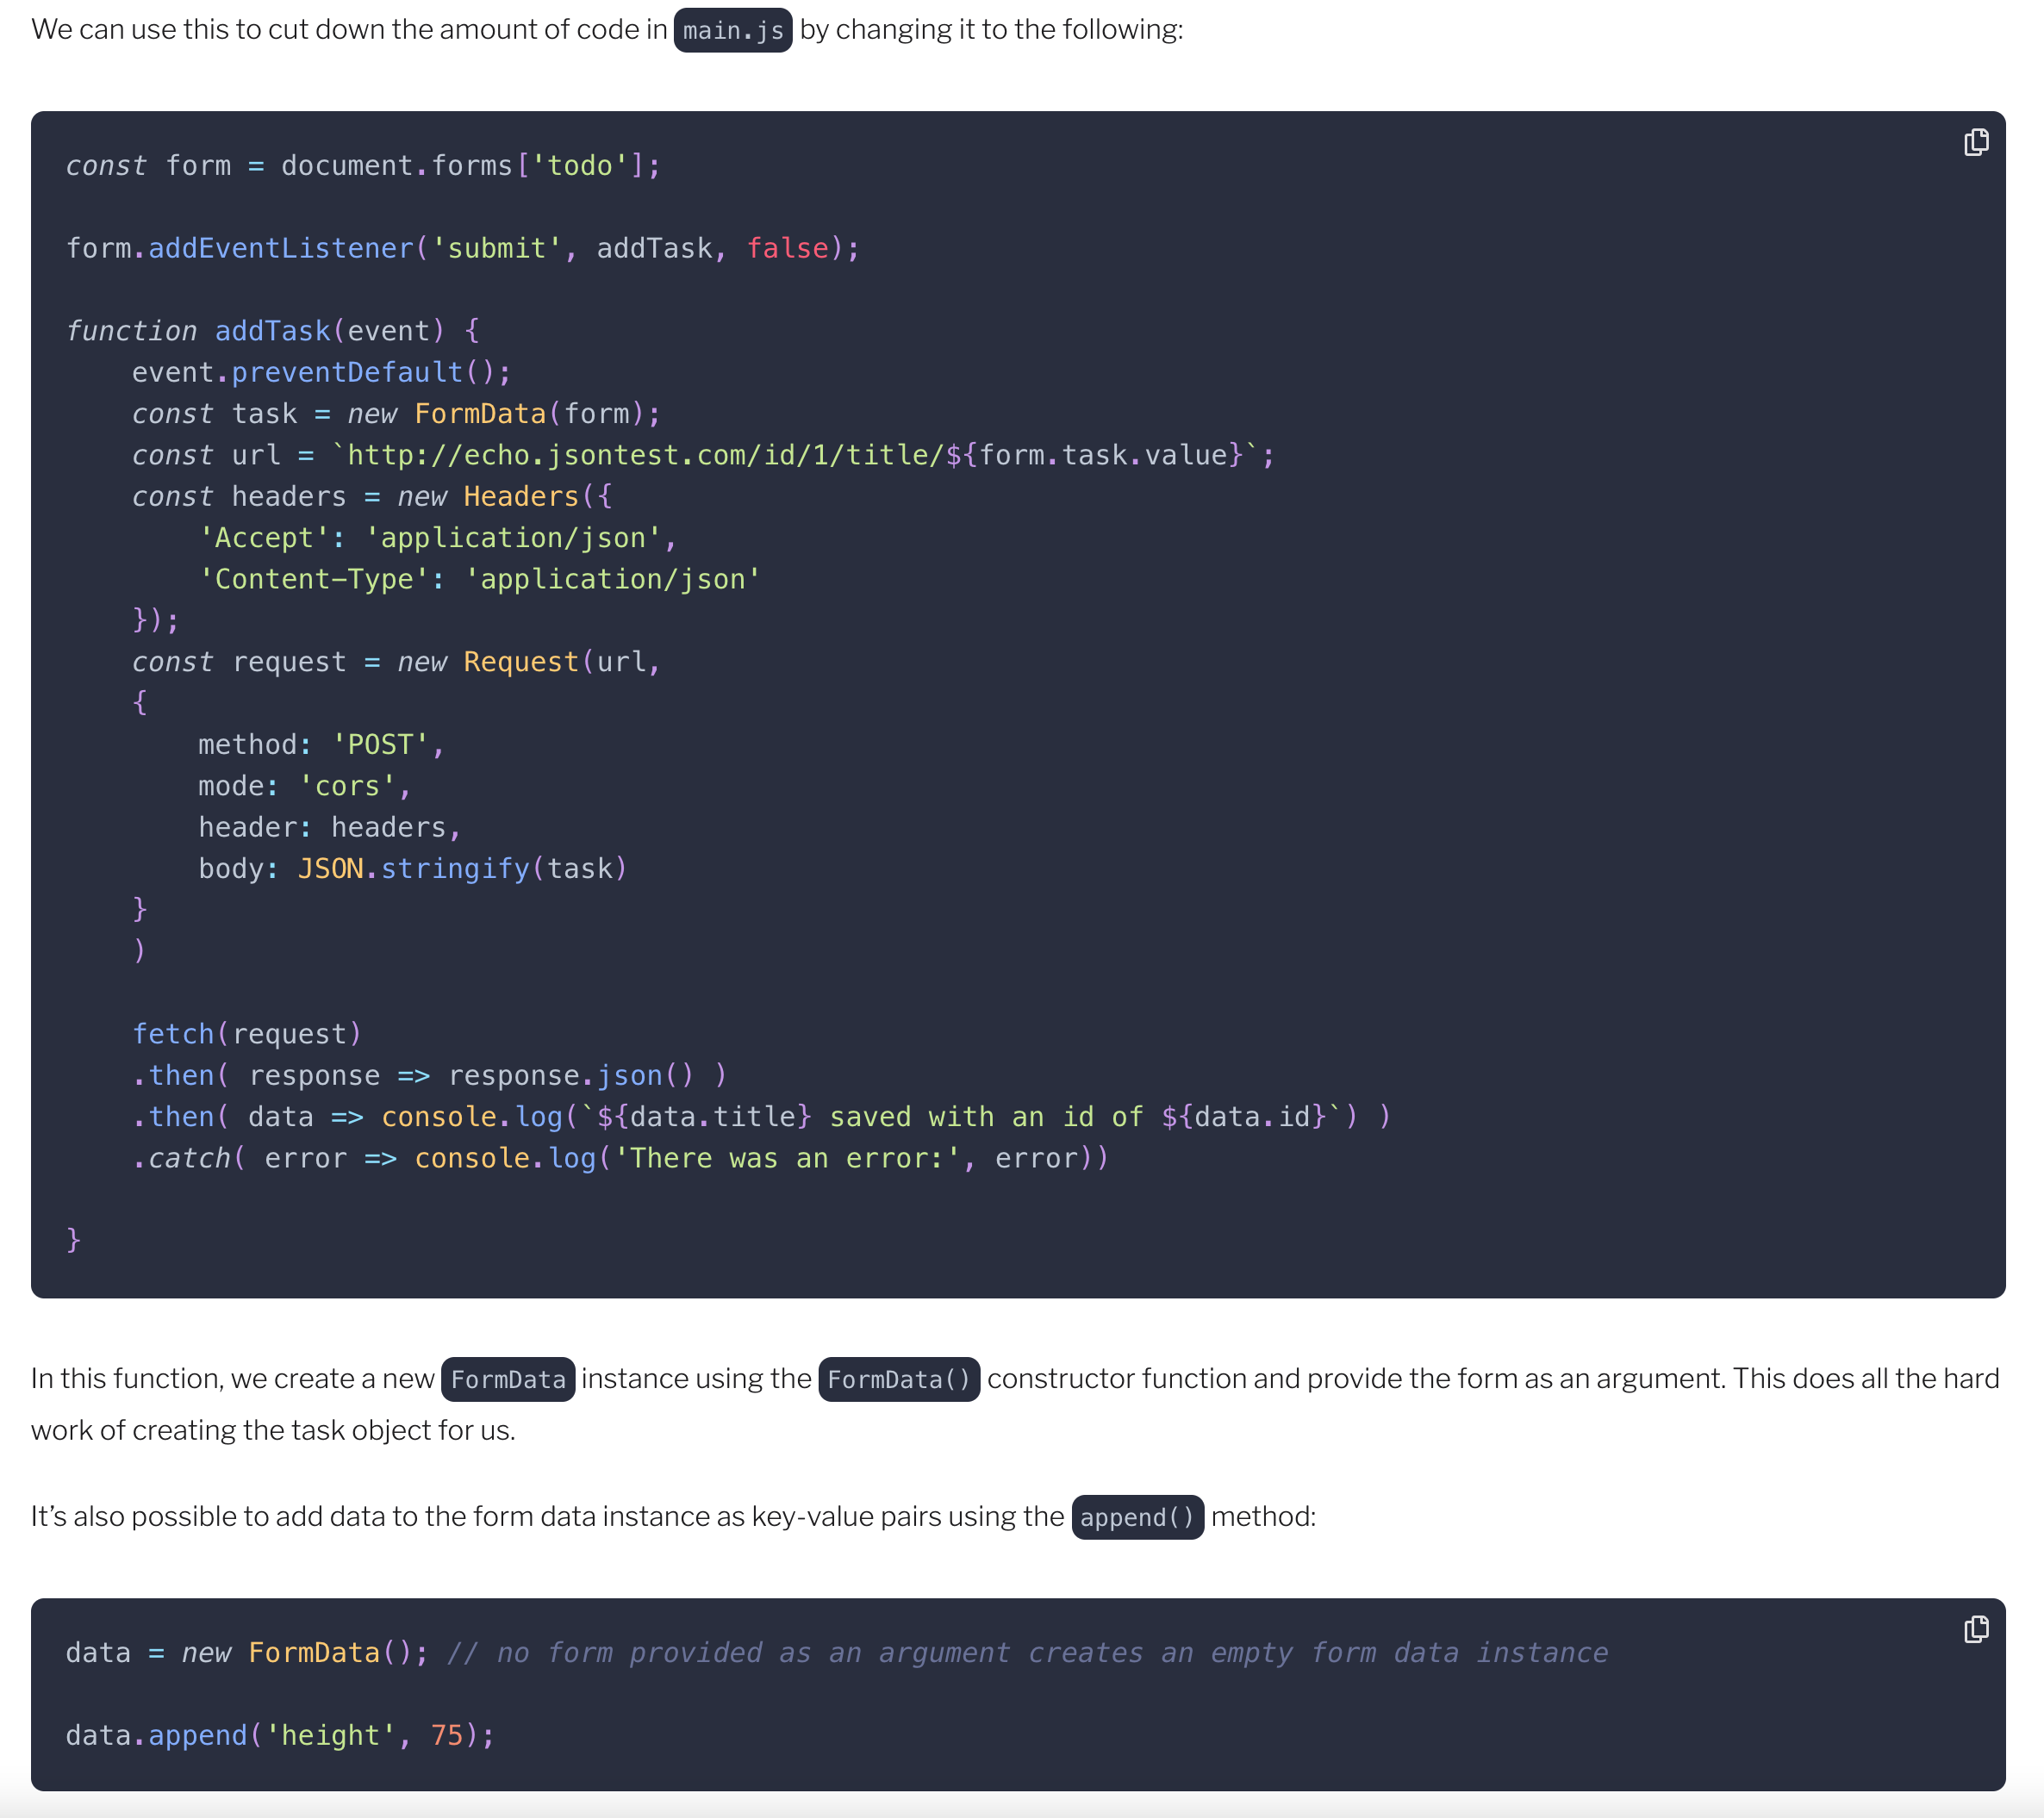 We can use this to cut down the amount of code in main.js by changing it to the following:
const form = document.forms['todo'];
form.addEventListener('submit', addTask, false);
function addTask(event) {
    event.preventDefault();
    const task = new FormData(form);
    const url = `http://echo.jsontest.com/id/1/title/${form.task.value}`;
    const headers = new Headers({
        'Accept': 'application/json',
        'Content-Type': 'application/json'
    });
    const request = new Request(url,
    {
        method: 'POST',
        mode: 'cors',
        header: headers,
        body: JSON.stringify(task)
    }
    )
    fetch(request)
    .then( response => response.json() )
    .then( data => console.log(`${data.title} saved with an id of ${data.id}`) )
    .catch( error => console.log('There was an error:', error))
}
In this function, we create a new FormData instance using the FormData() constructor function and provide the form as an argument. This does all the hard
work of creating the task object for us.
It’s also possible to add data to the form data instance as key-value pairs using the append() method:
data = new FormData(); // no form provided as an argument creates an empty form data instance
data.append('height', 75);